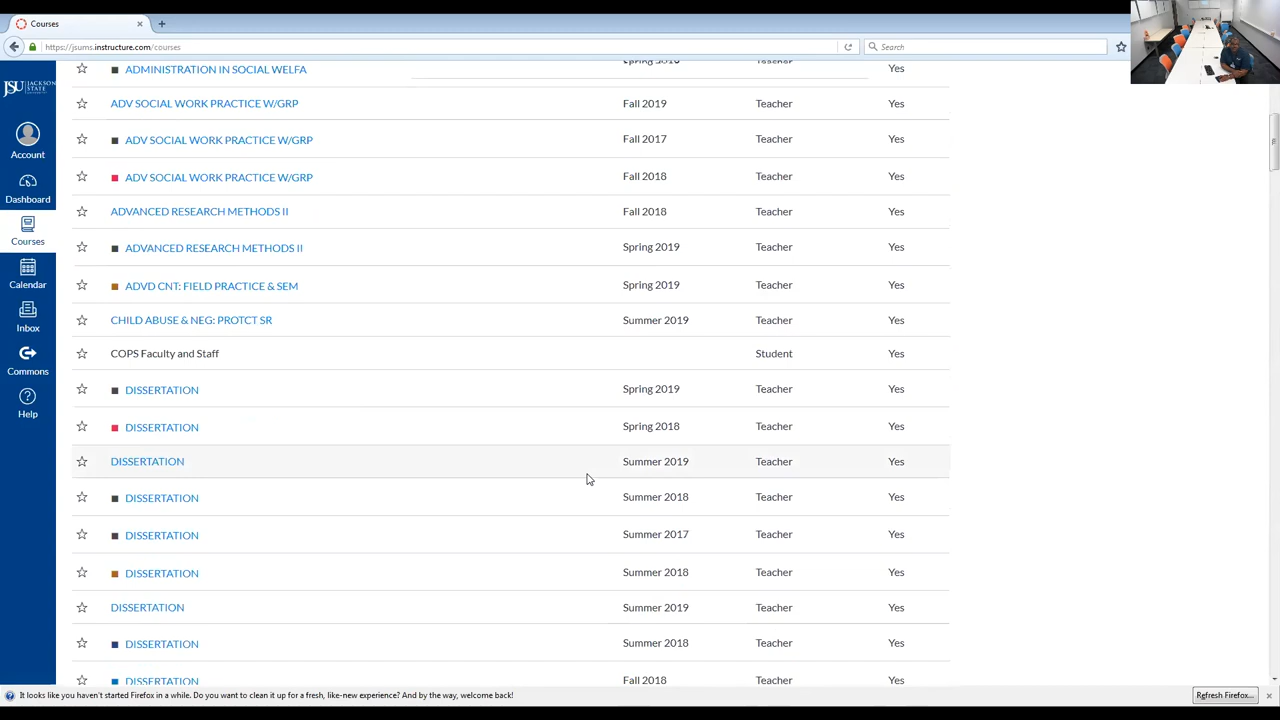 Courses
https://jsums.instructure.com/courses
Search
JSU JACKSON STATE
Account
Dashboard
Courses
Calendar
Inbox
Commons
Help
ADMINISTRATION IN SOCIAL WELFA Teacher Yes
ADV SOCIAL WORK PRACTICE W/GRP Fall 2019 Teacher Yes
ADV SOCIAL WORK PRACTICE W/GRP Fall 2017 Teacher Yes
ADV SOCIAL WORK PRACTICE W/GRP Fall 2018 Teacher Yes
ADVANCED RESEARCH METHODS II Fall 2018 Teacher Yes
ADVANCED RESEARCH METHODS II Spring 2019 Teacher Yes
ADVD CNT: FIELD PRACTICE & SEM Spring 2019 Teacher Yes
CHILD ABUSE & NEG: PROTCT SR Summer 2019 Teacher Yes
COPS Faculty and Staff Student Yes
DISSERTATION Spring 2019 Teacher Yes
DISSERTATION Spring 2018 Teacher Yes
DISSERTATION Summer 2019 Teacher Yes
DISSERTATION Summer 2018 Teacher Yes
DISSERTATION Summer 2017 Teacher Yes
DISSERTATION Summer 2018 Teacher Yes
DISSERTATION Summer 2019 Teacher Yes
DISSERTATION Summer 2018 Teacher Yes
DISSERTATION Fall 2018 Teacher Yes
It looks like you haven't started Firefox in a while. Do you want to clean it up for a fresh, like-new experience? And by the way, welcome back!
Refresh Firefox...